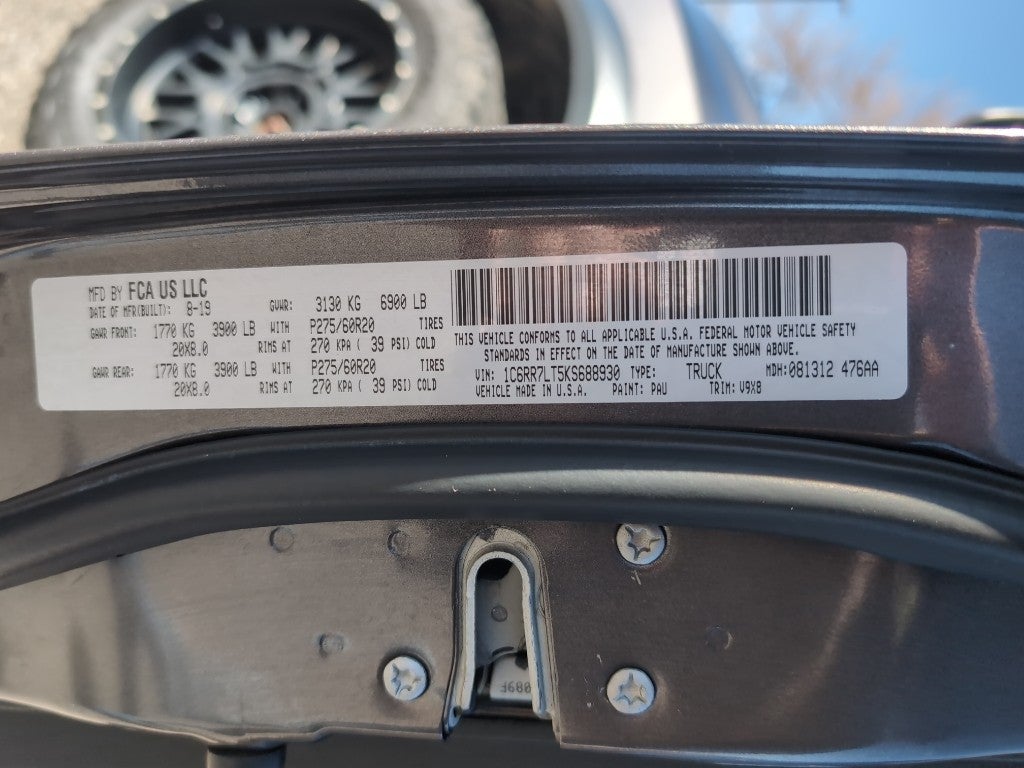 MFD BY FCA US LLC
DATE OF MFR(BUILT): 8-19 GVWR: 3130 KG 6900 LB
GAWR FRONT: 1770 KG 3900 LB WITH P275/60R20 TIRES
20X8.0 RIMS AT 270 KPA ( 39 PSI) COLD
GAWR REAR: 1770 KG 3900 LB WITH P275/60R20 TIRES
20X8.0 RIMS AT 270 KPA ( 39 PSI) COLD
THIS VEHICLE CONFORMS TO ALL APPLICABLE U.S.A. FEDERAL MOTOR VEHICLE SAFETY
STANDARDS IN EFFECT ON THE DATE OF MANUFACTURE SHOWN ABOVE.
VIN: 1C6RR7LT5KS688930 TYPE: TRUCK MDH: 081312 476AA
VEHICLE MADE IN U.S.A. PAINT: PAU TRIM: V9X8